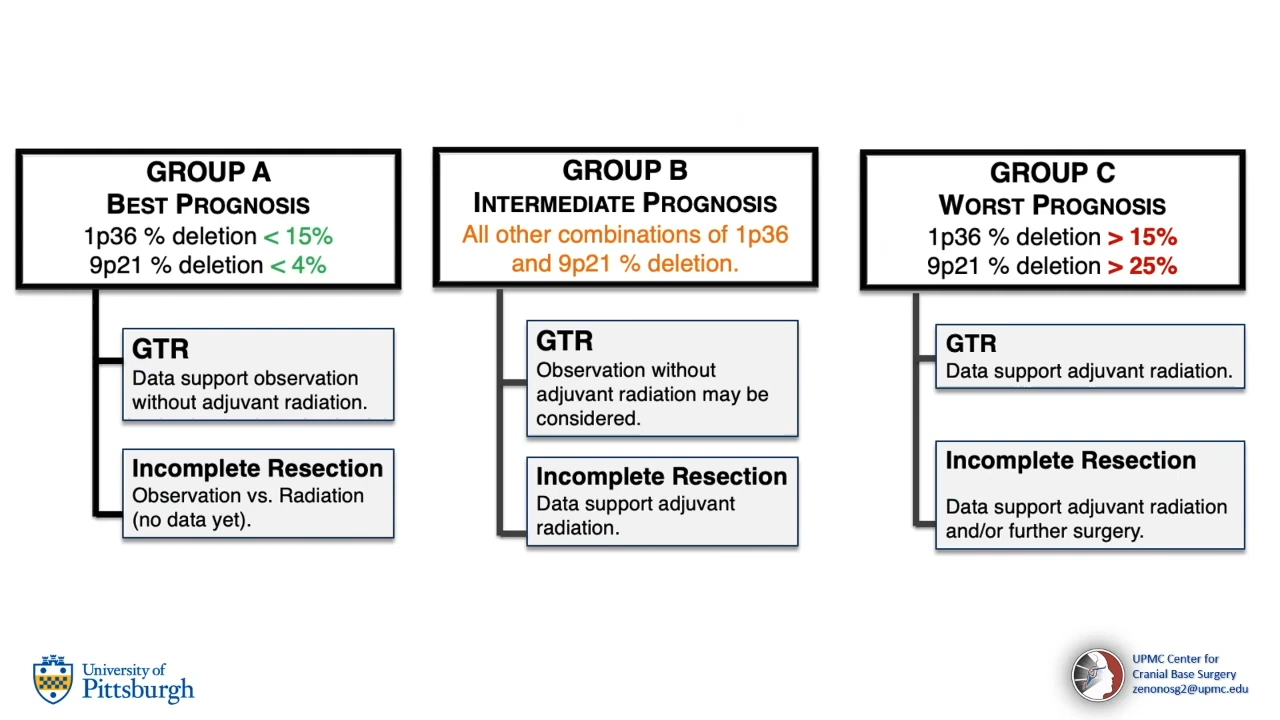 GROUP A
BEST PROGNOSIS
1p36 % deletion < 15%
9p21 % deletion < 4%
GTR
Data support observation
without adjuvant radiation.
Incomplete Resection
Observation vs. Radiation
(no data yet).
GROUP B
INTERMEDIATE PROGNOSIS
All other combinations of 1p36
and 9p21 % deletion.
GTR
Observation without
adjuvant radiation may be
considered.
Incomplete Resection
Data support adjuvant
radiation.
GROUP C
WORST PROGNOSIS
1p36 % deletion > 15%
9p21 % deletion > 25%
GTR
Data support adjuvant radiation.
Incomplete Resection
Data support adjuvant radiation
and/or further surgery.
University of
Pittsburgh
UPMC Center for
Cranial Base Surgery
zenonosg2@upmc.edu